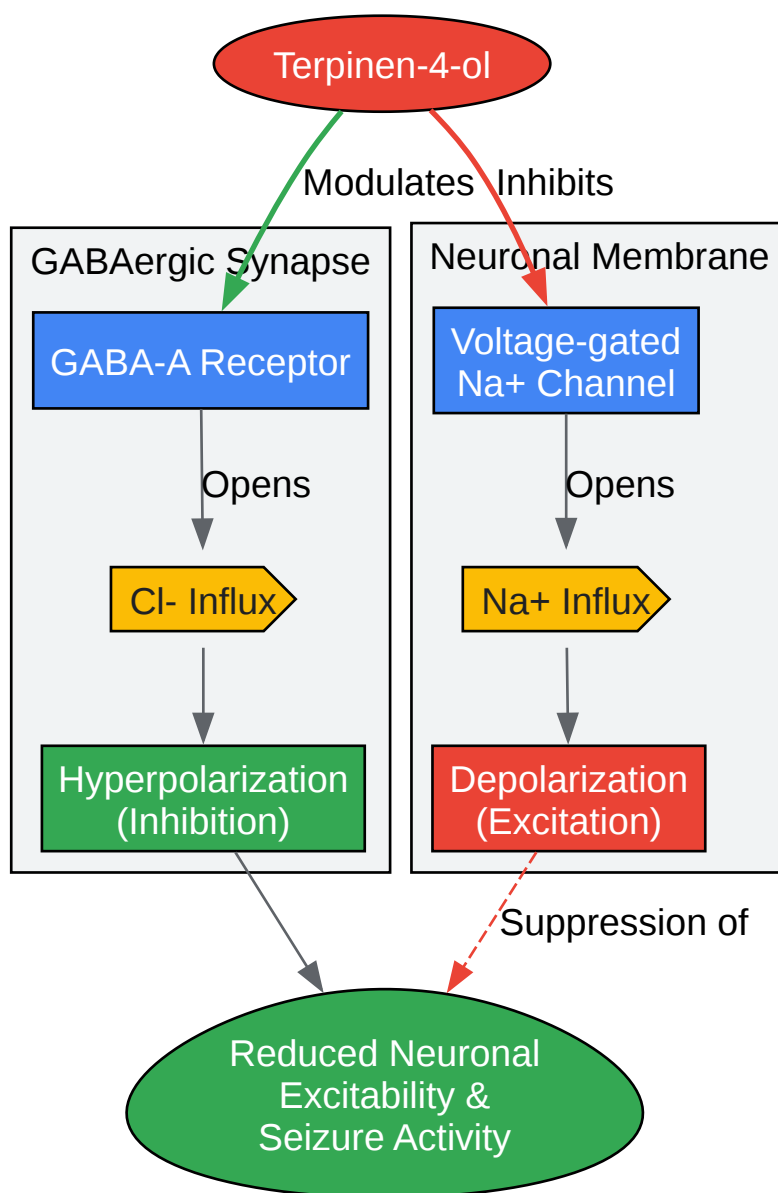 Terpinen-4-ol
Modulates
Inhibits
GABAergic Synapse
Neuronal Membrane
GABA-A Receptor
Voltage-gated
Na+ Channel
Opens
Opens
Cl- Influx
Na+ Influx
Hyperpolarization
(Inhibition)
Depolarization
(Excitation)
Suppression of
Reduced Neuronal
Excitability &
Seizure Activity